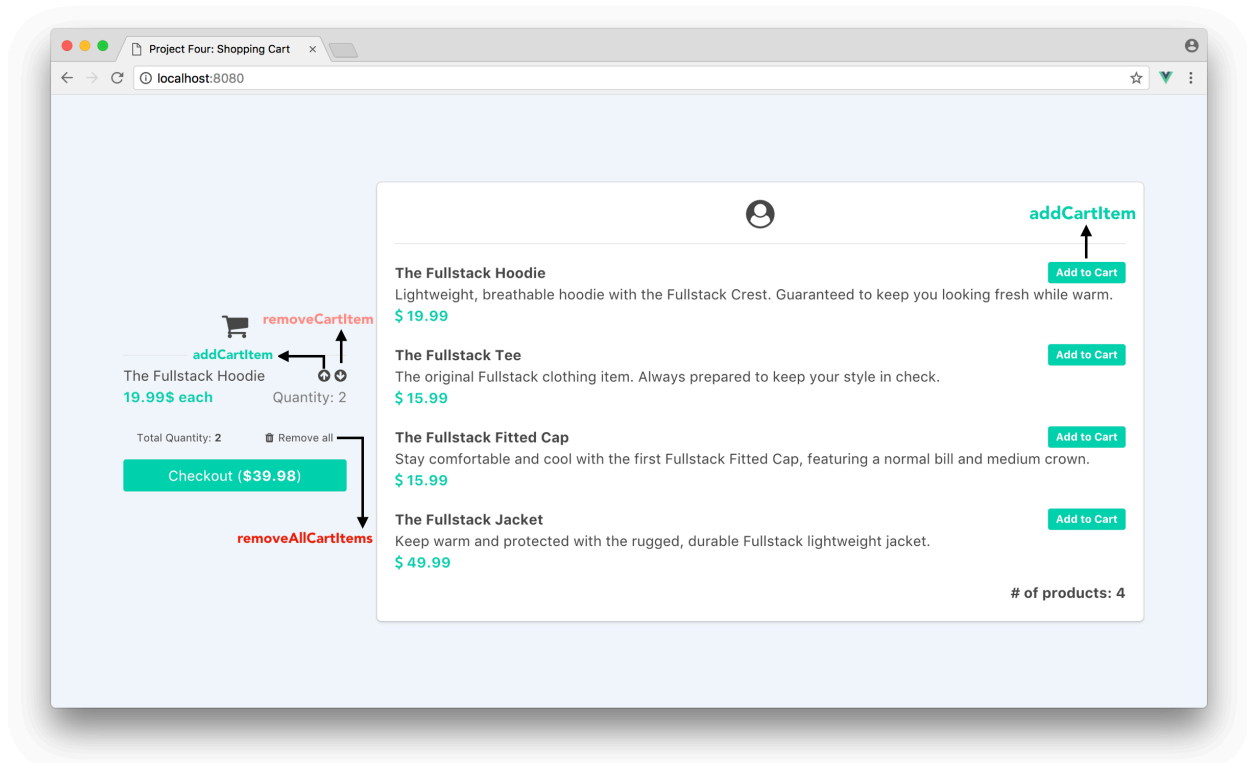 Project Four: Shopping Cart
localhost:8080
addCartItem
The Fullstack Hoodie
Add to Cart
Lightweight, breathable hoodie with the Fullstack Crest. Guaranteed to keep you looking fresh while warm.
$ 19.99
The Fullstack Tee
Add to Cart
The original Fullstack clothing item. Always prepared to keep your style in check.
$ 15.99
The Fullstack Fitted Cap
Add to Cart
Stay comfortable and cool with the first Fullstack Fitted Cap, featuring a normal bill and medium crown.
$ 15.99
The Fullstack Jacket
Add to Cart
Keep warm and protected with the rugged, durable Fullstack lightweight jacket.
$ 49.99
# of products: 4
removeCartItem
addCartItem
The Fullstack Hoodie
19.99$ each
Quantity: 2
Total Quantity: 2
Remove all
Checkout ($39.98)
removeAllCartItems